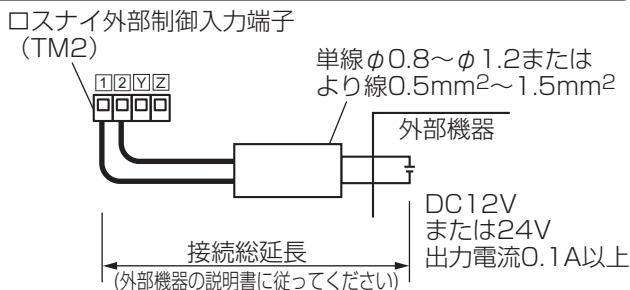 ロスナイ外部制御入力端子
（TM2）
1 2 Y Z
単線φ0.8～φ1.2または
より線0.5mm²～1.5mm²
外部機器
DC12V
または24V
出力電流0.1A以上
接続総延長
(外部機器の説明書に従ってください)